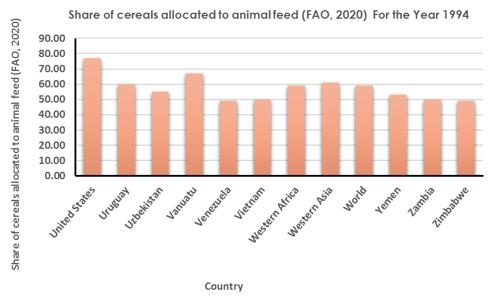 Share of cereals allocated to animal feed (FAO, 2020) For the Year 1994
Share of cereals allocated to animal feed (FAO, 2020)
90.00
80.00
70.00
60.00
50.00
40.00
30.00
20.00
10.00
0.00
United States
Uruguay
Uzbekistan
Vanuatu
Venezuela
Vietnam
Western Africa
Western Asia
World
Yemen
Zambia
Zimbabwe
Country